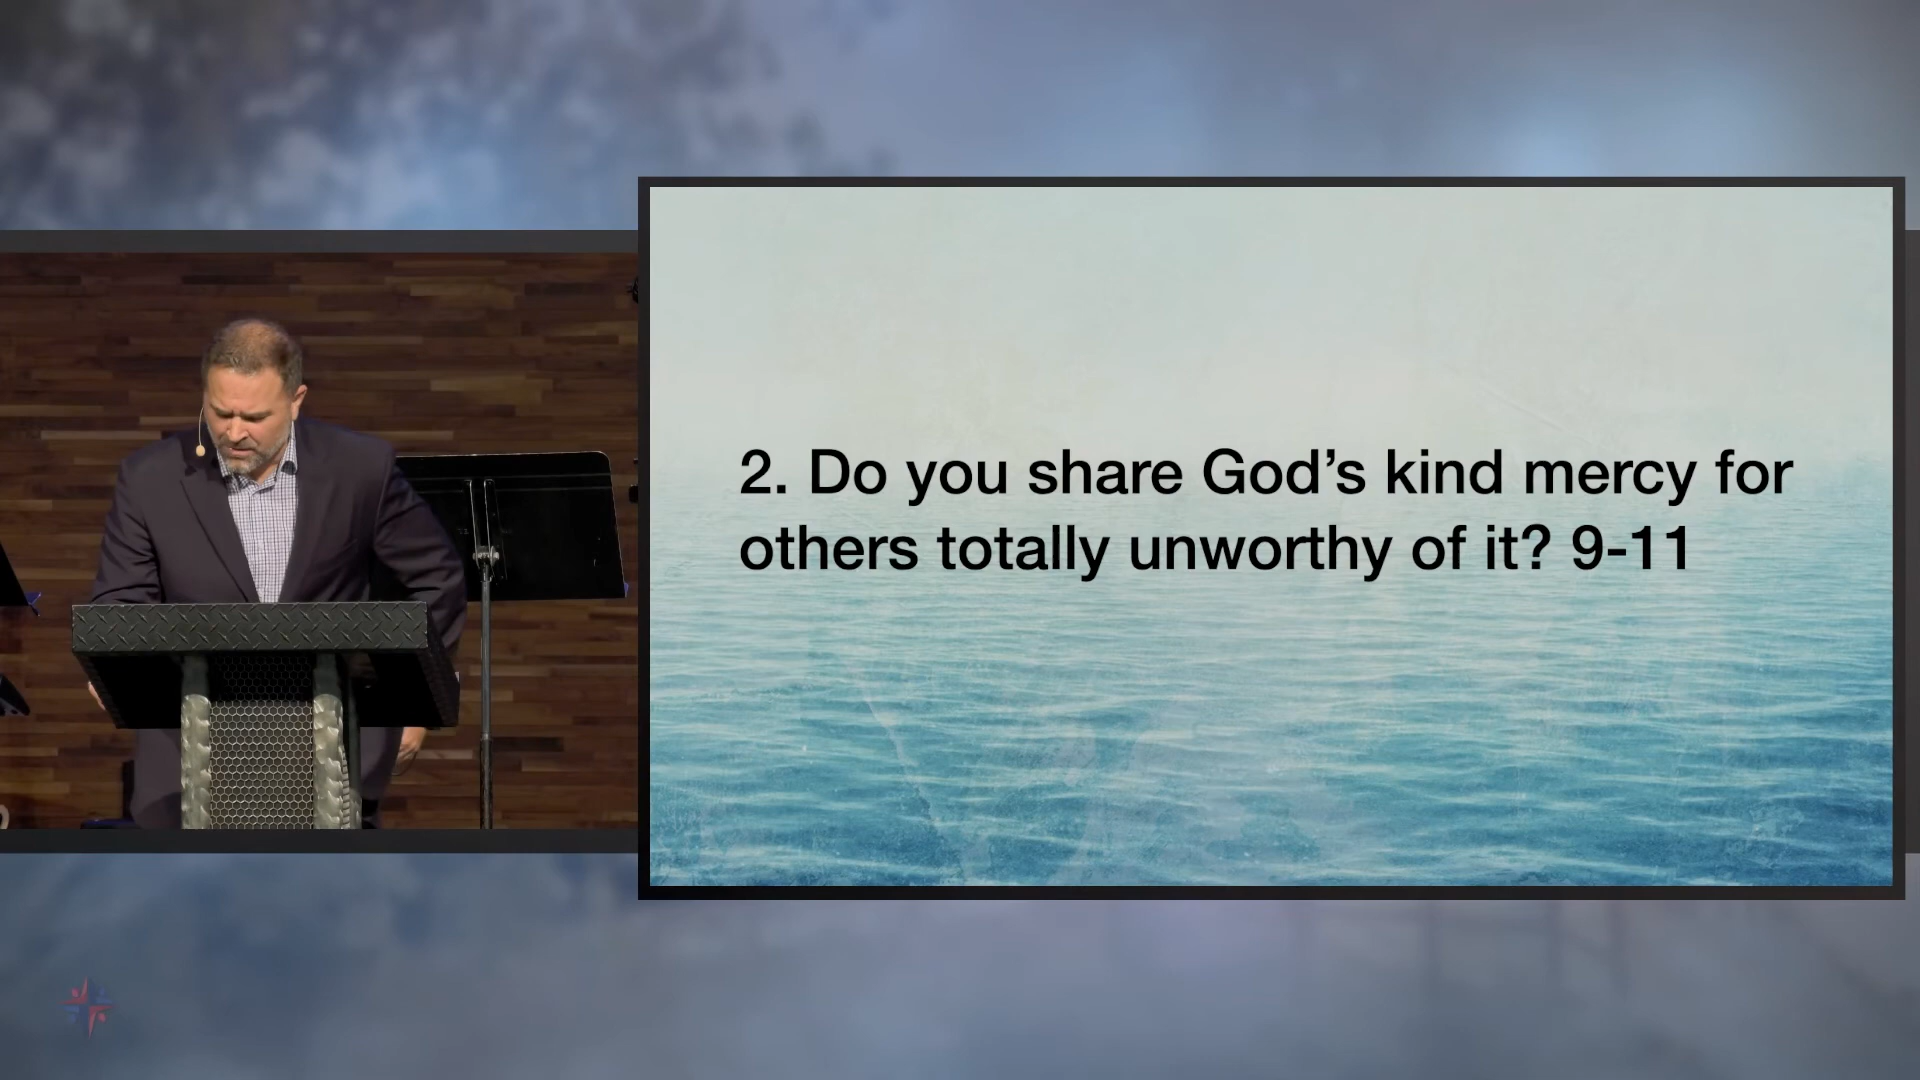 2. Do you share God’s kind mercy for
others totally unworthy of it? 9-11